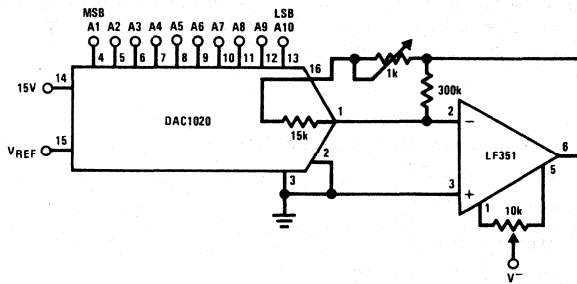 MSB LSB
A1 A2 A3 A4 A5 A6 A7 A8 A9 A10
4 5 6 7 8 9 10 11 12 13
16
1k
15V 14
300k
DAC1020
15k
1
2
6
VREF 15
LF351
5
2
3
3
1
10k
V−
−
+